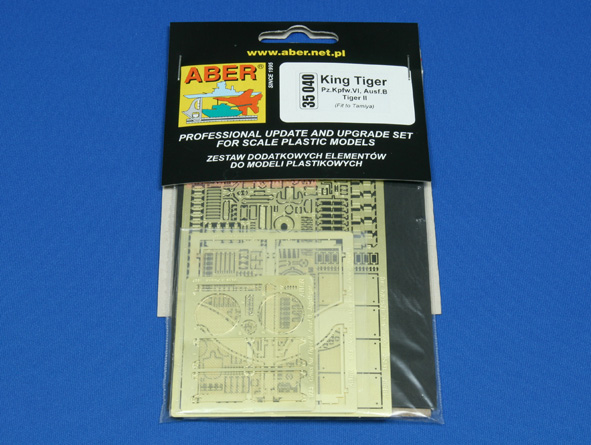 www.aber.net.pl
ABER®
SINCE 1995
35 040
King Tiger
Pz.Kpfw.VI, Ausf.B
Tiger II
(Fit to Tamiya)
PROFESSIONAL UPDATE AND UPGRADE SET
FOR SCALE PLASTIC MODELS
ZESTAW DODATKOWYCH ELEMENTÓW
DO MODELI PLASTIKOWYCH